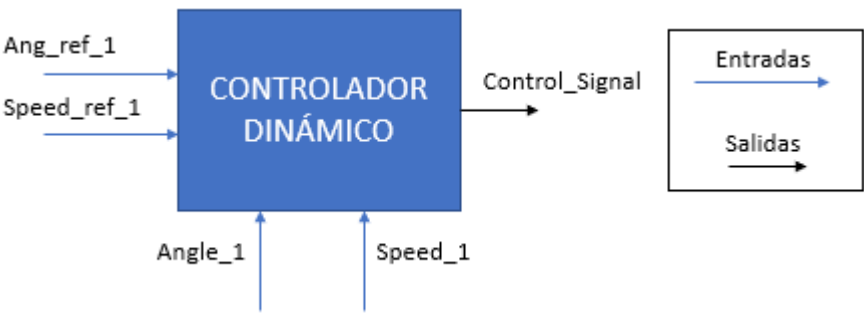 Ang_ref_1
Speed_ref_1
CONTROLADOR
DINÁMICO
Control_Signal
Angle_1
Speed_1
Entradas
Salidas